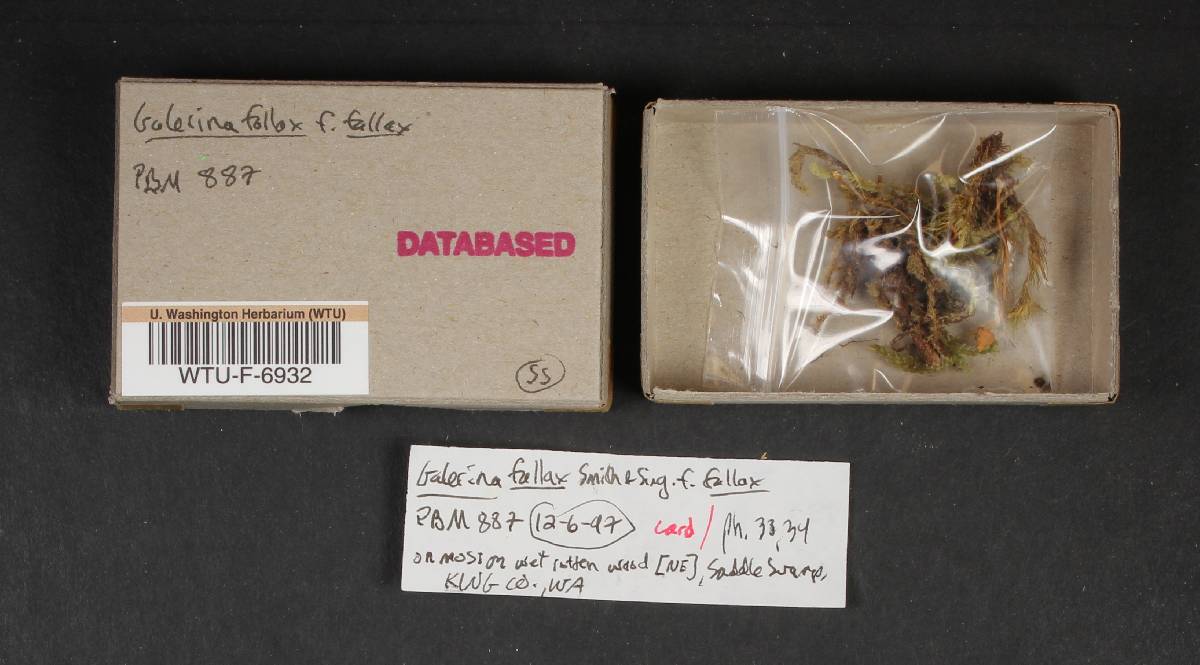 Galerina fallax f. fallax
PBM 887
DATABASED
U. Washington Herbarium (WTU)
WTU-F-6932
55
Galerina fallax Smith & Sing. f. fallax
PBM 887 12-6-97 card / ph. 33, 34
on moss on wet rotten wood [NE], Saddle Swamp,
KING CO., WA